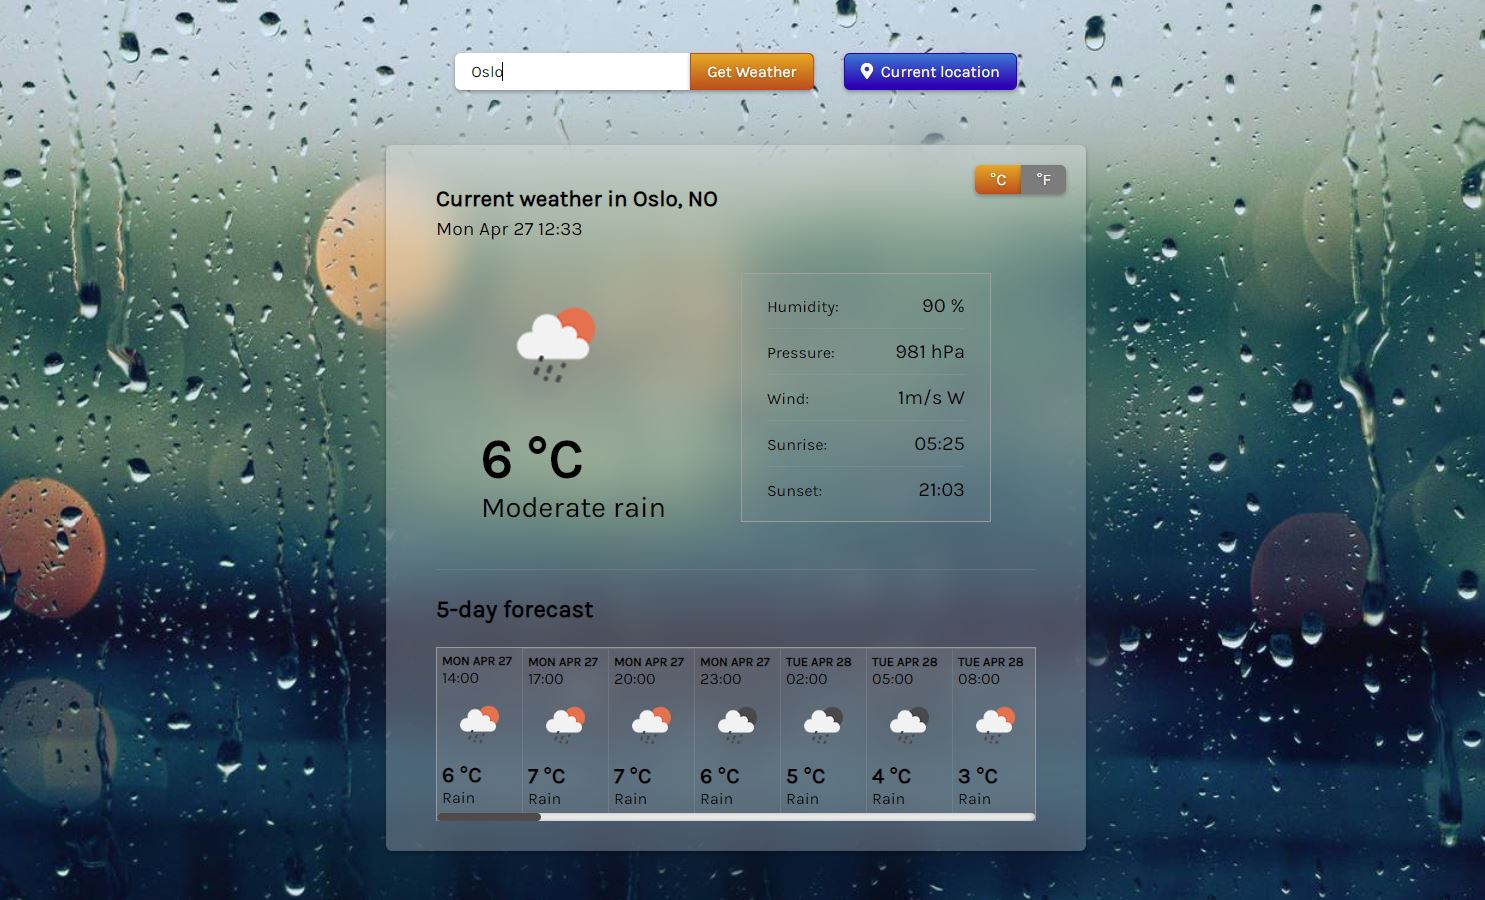 Oslo
Get Weather
Current location
°C
°F
Current weather in Oslo, NO
Mon Apr 27 12:33
6 °C
Moderate rain
Humidity: 90 %
Pressure: 981 hPa
Wind: 1m/s W
Sunrise: 05:25
Sunset: 21:03
5-day forecast
MON APR 27
14:00
6 °C
Rain
MON APR 27
17:00
7 °C
Rain
MON APR 27
20:00
7 °C
Rain
MON APR 27
23:00
6 °C
Rain
TUE APR 28
02:00
5 °C
Rain
TUE APR 28
05:00
4 °C
Rain
TUE APR 28
08:00
3 °C
Rain